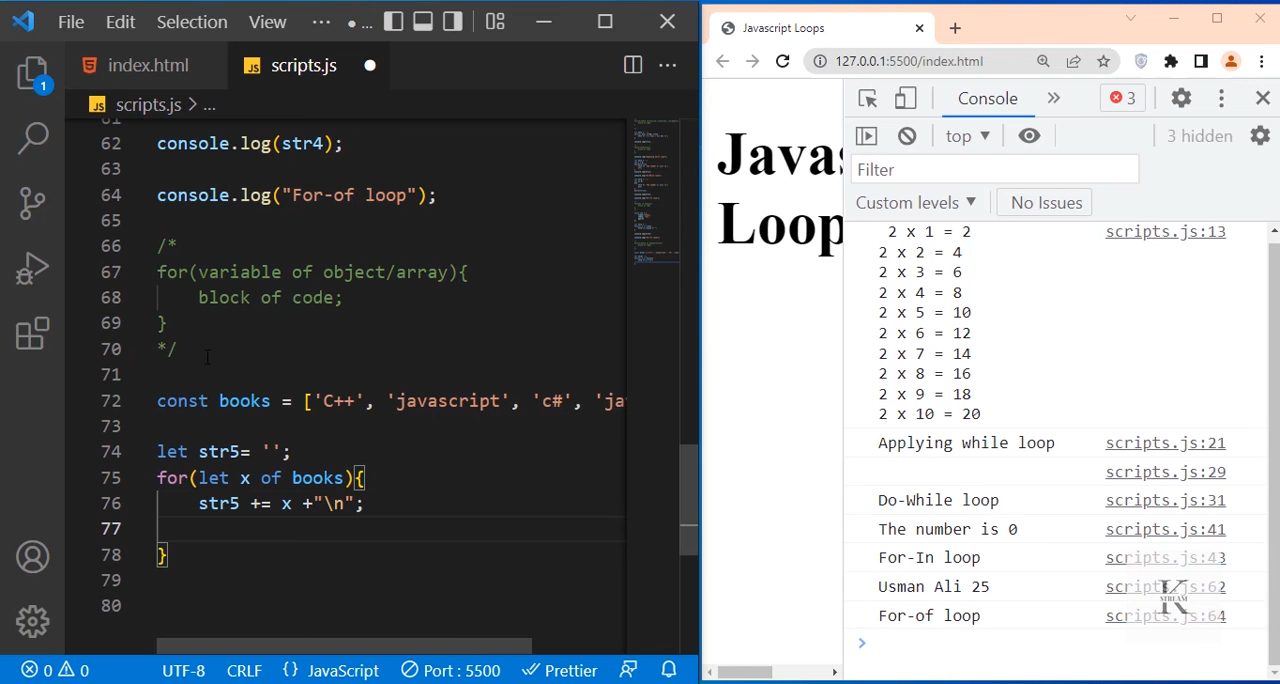 File Edit Selection View ··· ● ...
index.html
JS scripts.js ●
JS scripts.js > ...
61
62 console.log(str4);
63
64 console.log("For-of loop");
65
66 /*
67 for(variable of object/array){
68 block of code;
69 }
70 */
71
72 const books = ['C++', 'javascript', 'c#', 'ja
73
74 let str5= '';
75 for(let x of books){
76 str5 += x +"\n";
77
78 }
79
80
1
0 0 UTF-8 CRLF {} JavaScript Port : 5500 Prettier
Javascript Loops
127.0.0.1:5500/index.html
Javas
Loop
Console 3
top 3 hidden
Filter
Custom levels No Issues
2 x 1 = 2 scripts.js:13
2 x 2 = 4
2 x 3 = 6
2 x 4 = 8
2 x 5 = 10
2 x 6 = 12
2 x 7 = 14
2 x 8 = 16
2 x 9 = 18
2 x 10 = 20
Applying while loop scripts.js:21
scripts.js:29
Do-While loop scripts.js:31
The number is 0 scripts.js:41
For-In loop scripts.js:43
Usman Ali 25 scripts.js:62
For-of loop scripts.js:64
K
STREAM